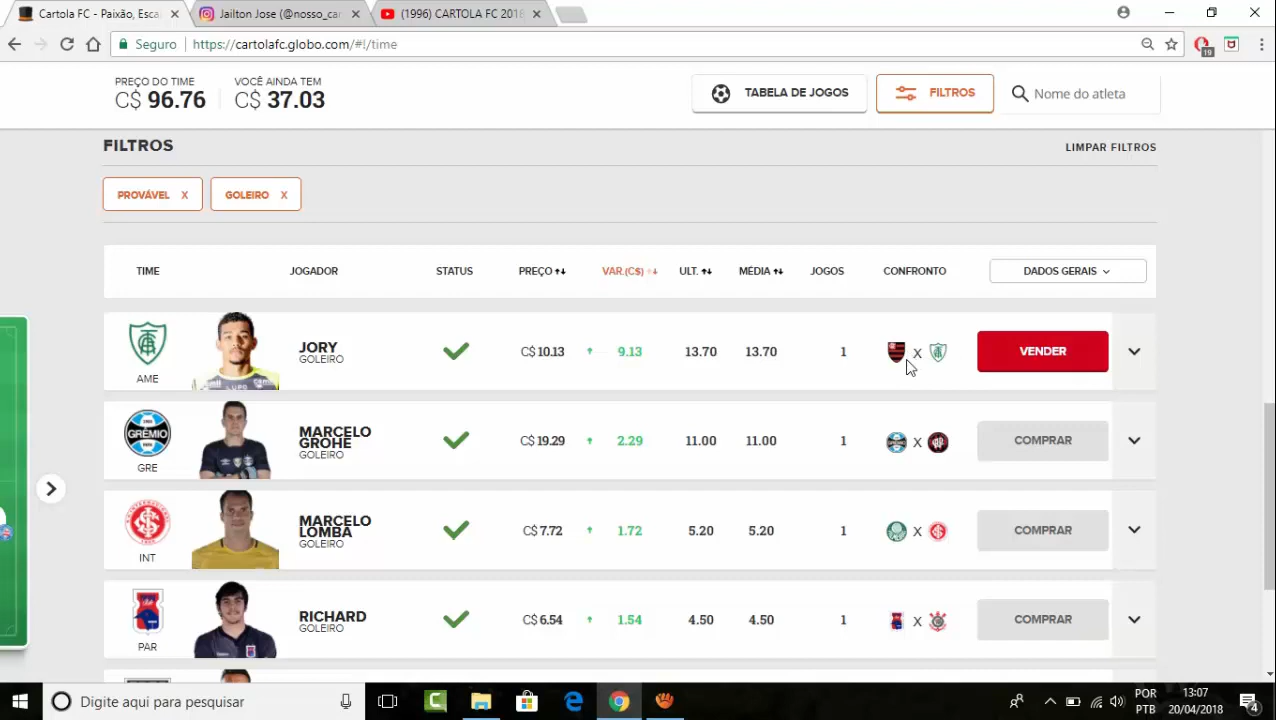 Cartola FC - Paixão, Esca
Jailton Jose (@nosso_ca
(1996) CARTOLA FC 2018
Seguro
https://cartolafc.globo.com/#!/time
19
PREÇO DO TIME
C$ 96.76
VOCÊ AINDA TEM
C$ 37.03
TABELA DE JOGOS
FILTROS
Nome do atleta
FILTROS
LIMPAR FILTROS
PROVÁVEL X
GOLEIRO X
TIME
JOGADOR
STATUS
PREÇO
VAR.(C$)
ULT.
MÉDIA
JOGOS
CONFRONTO
DADOS GERAIS
AME
JORY
GOLEIRO
C$ 10.13
9.13
13.70
13.70
1
X
VENDER
GRÊMIO
GRE
MARCELO
GROHE
GOLEIRO
C$ 19.29
2.29
11.00
11.00
1
X
COMPRAR
INT
MARCELO
LOMBA
GOLEIRO
C$ 7.72
1.72
5.20
5.20
1
X
COMPRAR
PAR
RICHARD
GOLEIRO
C$ 6.54
1.54
4.50
4.50
1
X
COMPRAR
Digite aqui para pesquisar
POR
PTB
13:07
20/04/2018
4